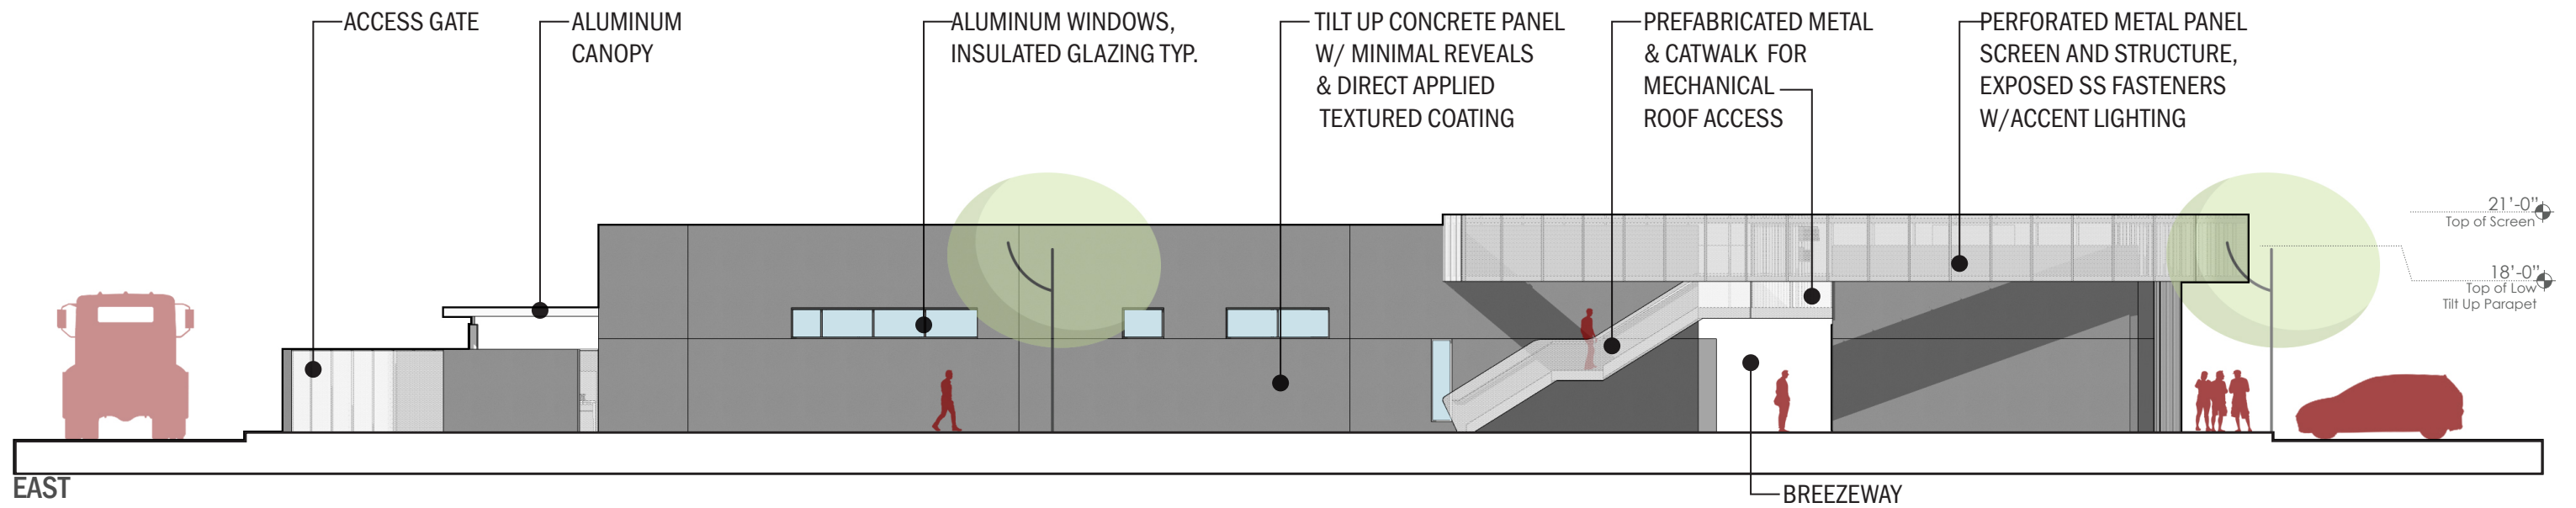 ACCESS GATE
ALUMINUM
CANOPY
ALUMINUM WINDOWS,
INSULATED GLAZING TYP.
TILT UP CONCRETE PANEL
W/ MINIMAL REVEALS
& DIRECT APPLIED
TEXTURED COATING
PREFABRICATED METAL
& CATWALK FOR
MECHANICAL
ROOF ACCESS
PERFORATED METAL PANEL
SCREEN AND STRUCTURE,
EXPOSED SS FASTENERS
W/ACCENT LIGHTING
21'-0"
Top of Screen
18'-0"
Top of Low
Tilt Up Parapet
EAST
BREEZEWAY